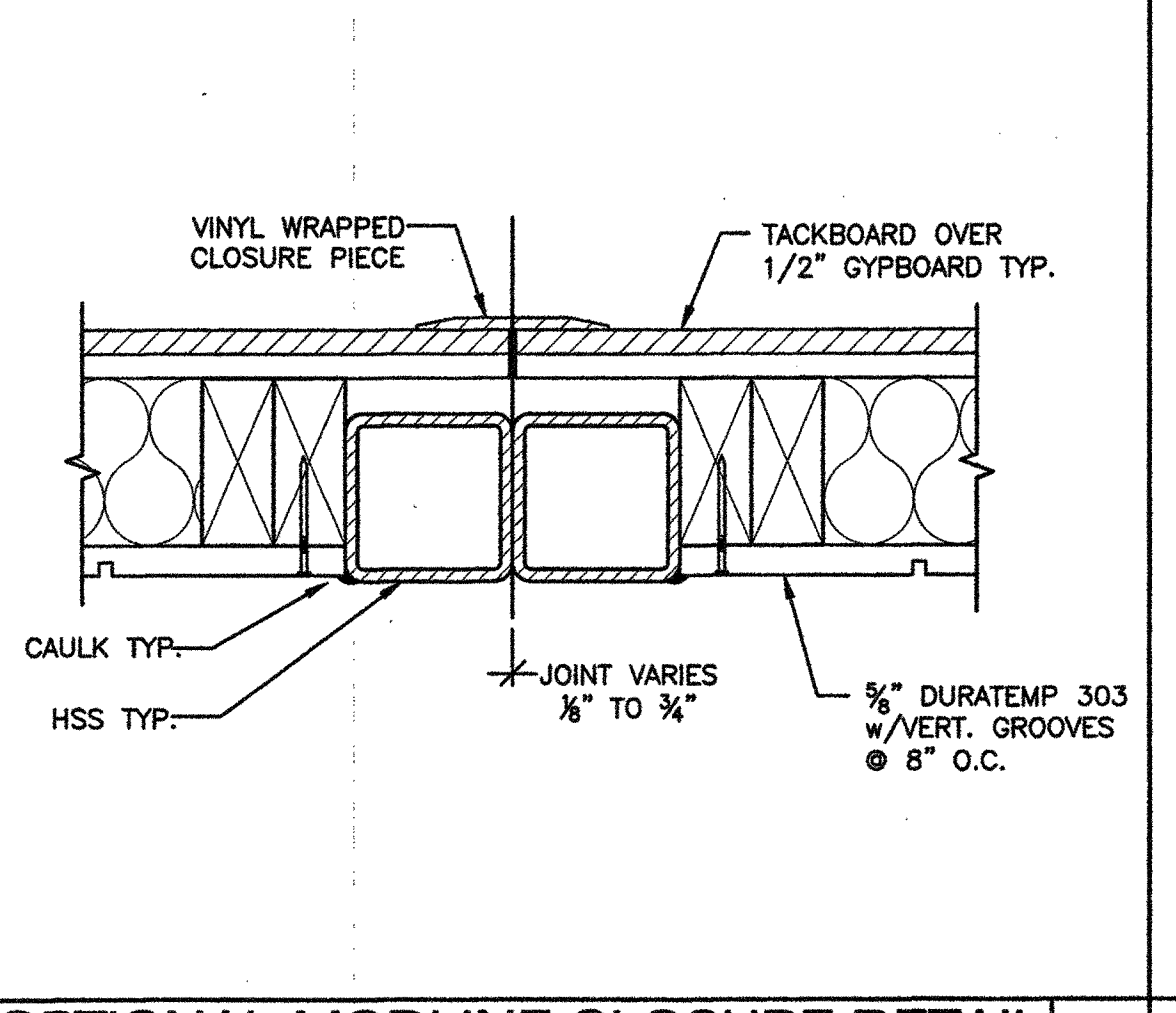 VINYL WRAPPED
CLOSURE PIECE
TACKBOARD OVER
1/2" GYPBOARD TYP.
CAULK TYP.
HSS TYP.
JOINT VARIES
⅛" TO ¾"
⅝" DURATEMP 303
w/VERT. GROOVES
@ 8" O.C.